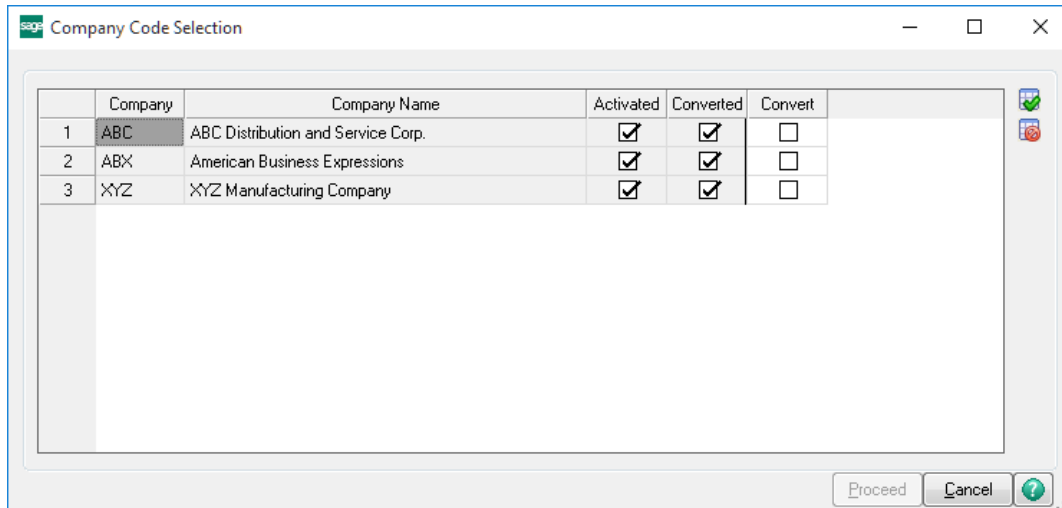 sage Company Code Selection
Company Company Name Activated Converted Convert
1 ABC ABC Distribution and Service Corp.
2 ABX American Business Expressions
3 XYZ XYZ Manufacturing Company
Proceed Cancel ?